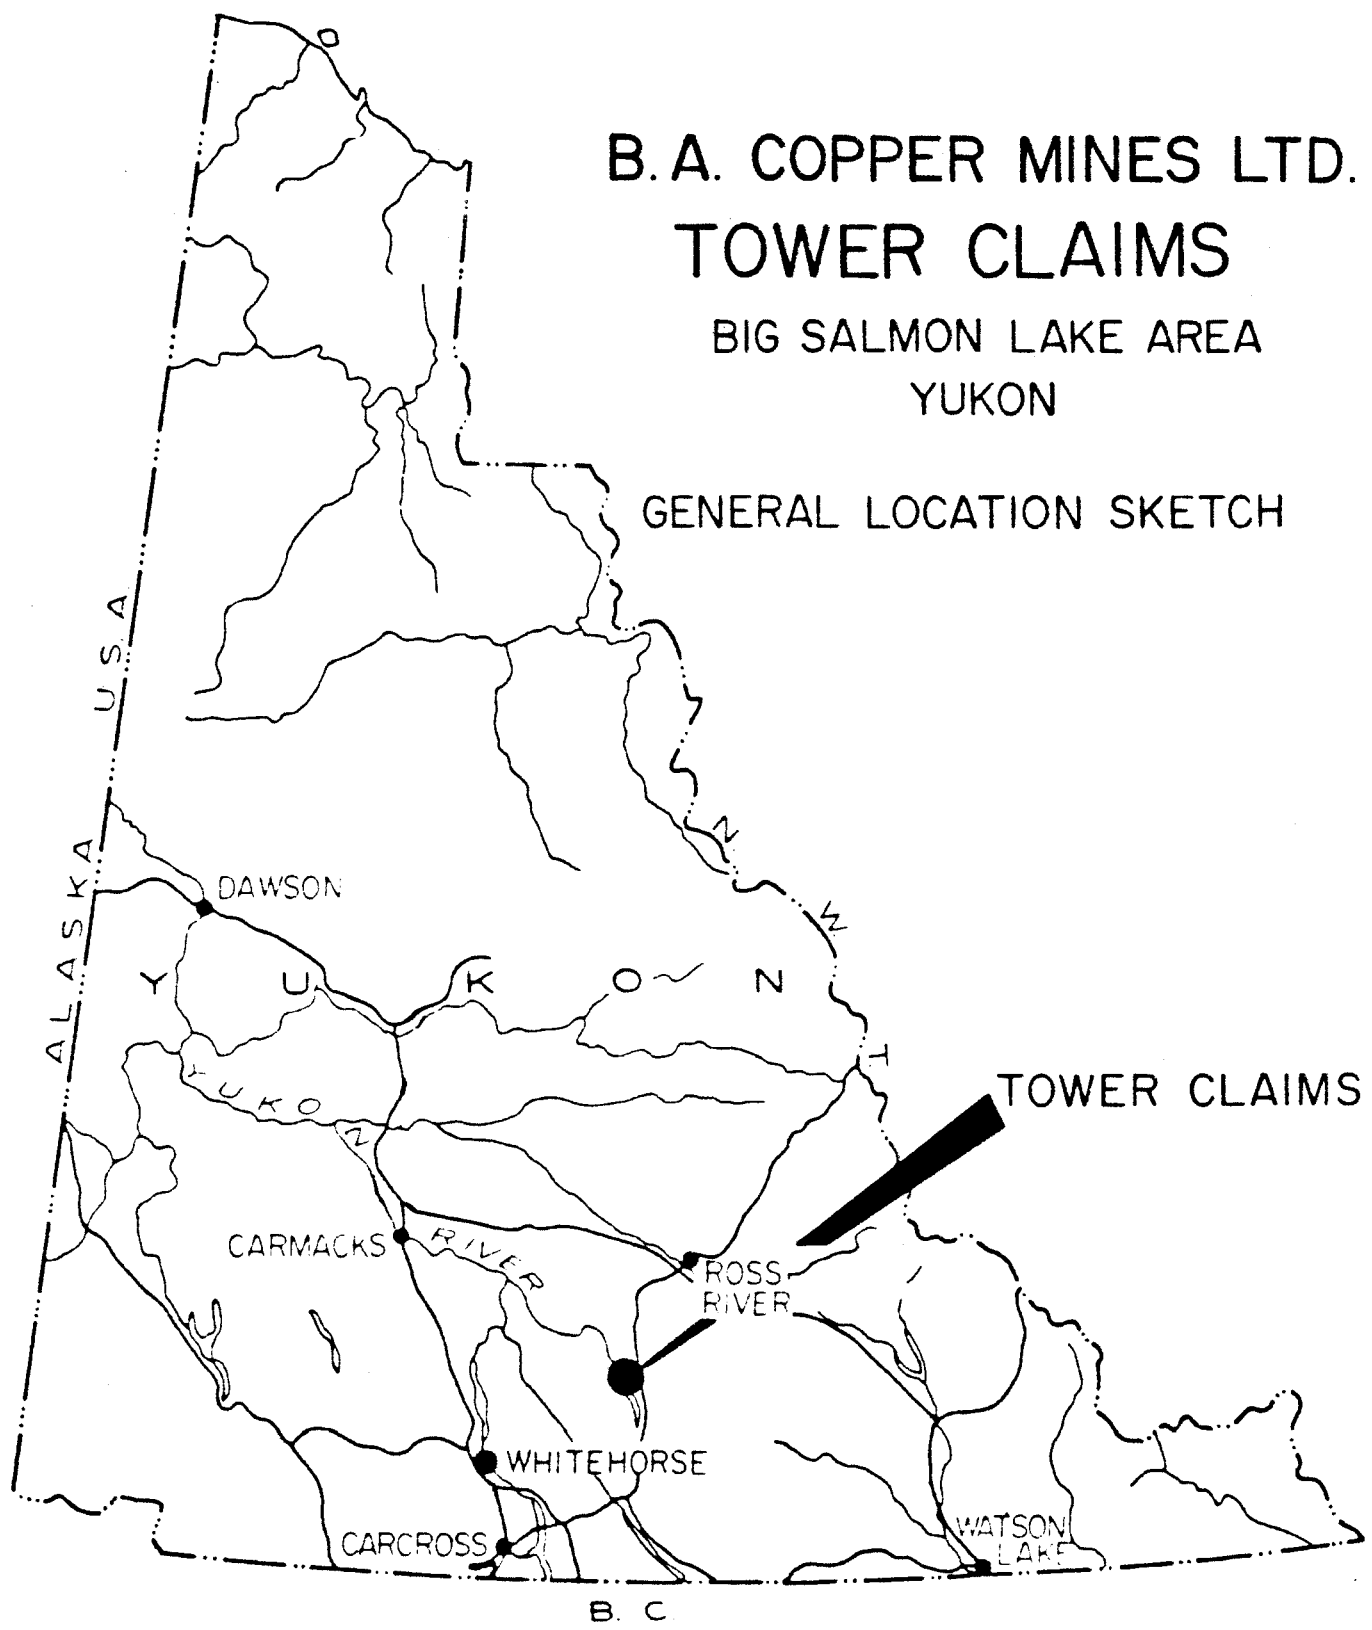 B.A. COPPER MINES LTD.
TOWER CLAIMS
BIG SALMON LAKE AREA
YUKON
GENERAL LOCATION SKETCH
ALASKA U.S.A
N W T
DAWSON
YUKON
TOWER CLAIMS
YUKON RIVER
CARMACKS
ROSS
RIVER
WHITEHORSE
CARCROSS
WATSON
LAKE
B. C.